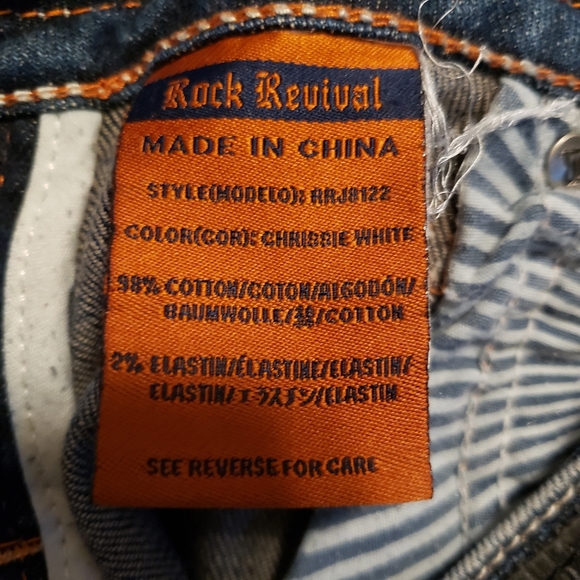 Rock Revival
MADE IN CHINA
STYLE(MODELO): RRJ8122
COLOR(COR): CHRISSIE WHITE
98% COTTON/COTON/ALGODÓN/
BAUMWOLLE/綿/COTTON
2% ELASTIN/ÉLASTINE/ELASTIN/
ELASTIN/エラスチン/ELASTIN
SEE REVERSE FOR CARE